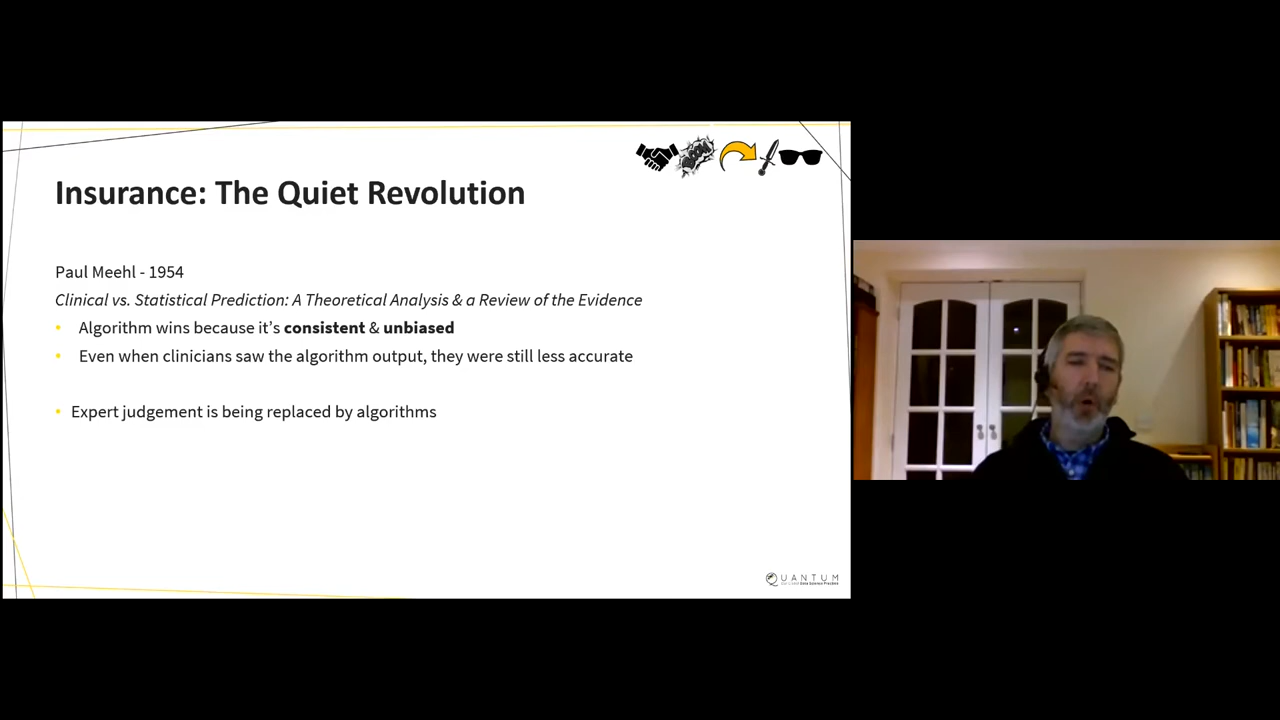 BOOM
Insurance: The Quiet Revolution
Paul Meehl - 1954
Clinical vs. Statistical Prediction: A Theoretical Analysis & a Review of the Evidence
• Algorithm wins because it's consistent & unbiased
• Even when clinicians saw the algorithm output, they were still less accurate
• Expert judgement is being replaced by algorithms
QUANTUM